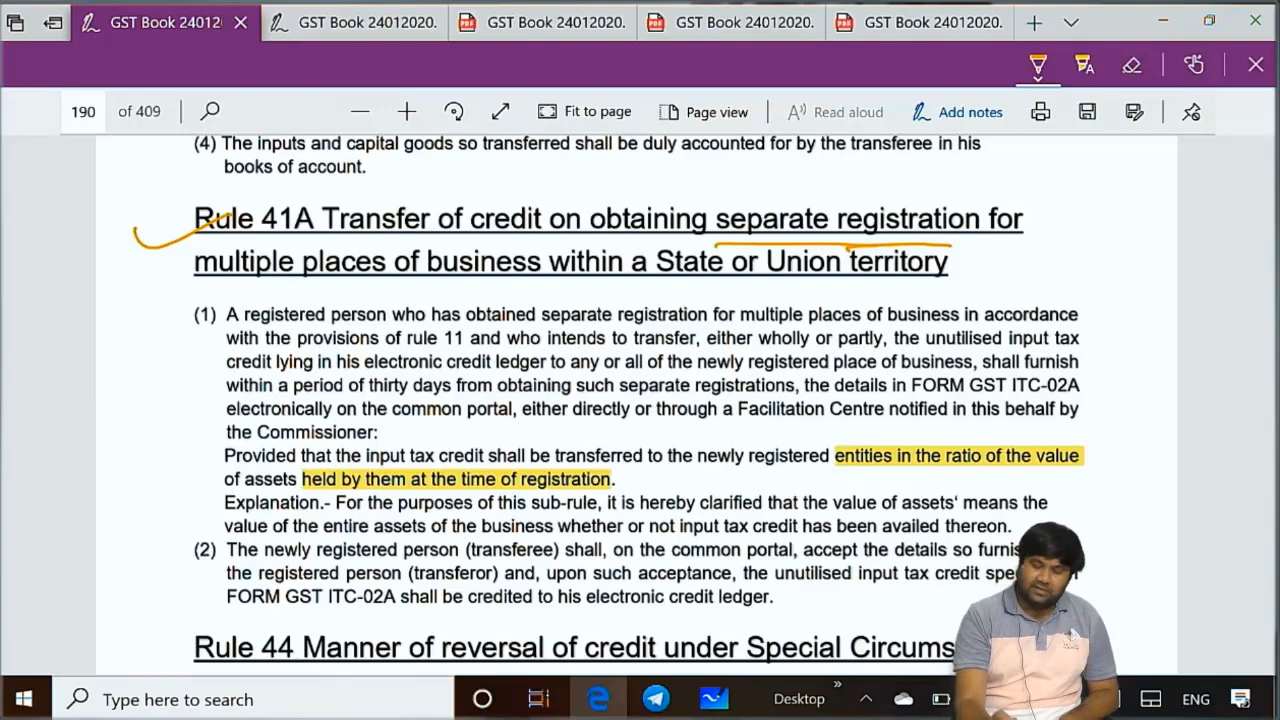 GST Book 24012
GST Book 24012020.
GST Book 24012020.
GST Book 24012020.
GST Book 24012020.
190 of 409
Fit to page
Page view
Read aloud
Add notes
(4) The inputs and capital goods so transferred shall be duly accounted for by the transferee in his
books of account.
Rule 41A Transfer of credit on obtaining separate registration for
multiple places of business within a State or Union territory
(1) A registered person who has obtained separate registration for multiple places of business in accordance
with the provisions of rule 11 and who intends to transfer, either wholly or partly, the unutilised input tax
credit lying in his electronic credit ledger to any or all of the newly registered place of business, shall furnish
within a period of thirty days from obtaining such separate registrations, the details in FORM GST ITC-02A
electronically on the common portal, either directly or through a Facilitation Centre notified in this behalf by
the Commissioner:
Provided that the input tax credit shall be transferred to the newly registered entities in the ratio of the value
of assets held by them at the time of registration.
Explanation.- For the purposes of this sub-rule, it is hereby clarified that the value of assets‘ means the
value of the entire assets of the business whether or not input tax credit has been availed thereon.
(2) The newly registered person (transferee) shall, on the common portal, accept the details so furnis
the registered person (transferor) and, upon such acceptance, the unutilised input tax credit spe
FORM GST ITC-02A shall be credited to his electronic credit ledger.
Rule 44 Manner of reversal of credit under Special Circums
Type here to search
Desktop
ENG